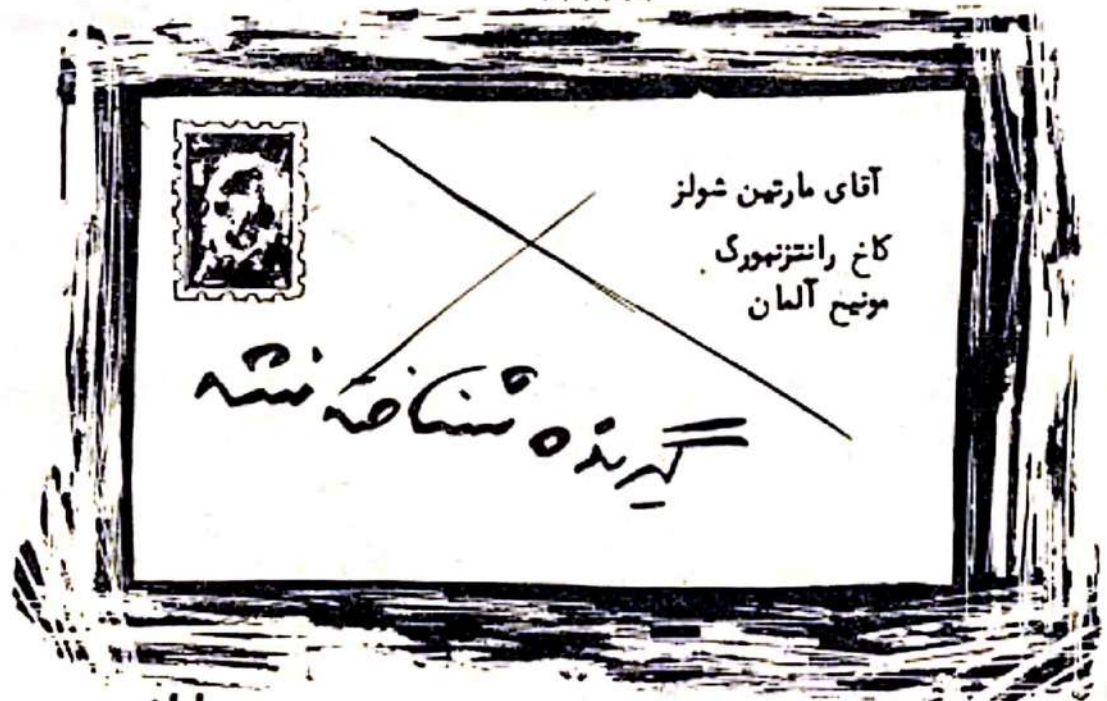 آقای مارتین شولز
کاخ رانتزنبورگ
مونیخ آلمان
گیرنده شناخته نشد